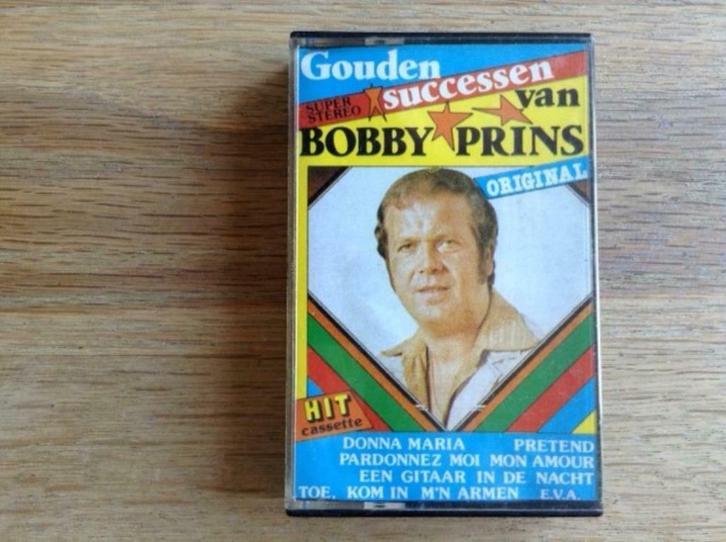 Gouden
successen
van
SUPER
STEREO
BOBBY PRINS
ORIGINAL
HIT
cassette
DONNA MARIA PRETEND
PARDONNEZ MOI MON AMOUR
EEN GITAAR IN DE NACHT
TOE, KOM IN M'N ARMEN E.V.A.